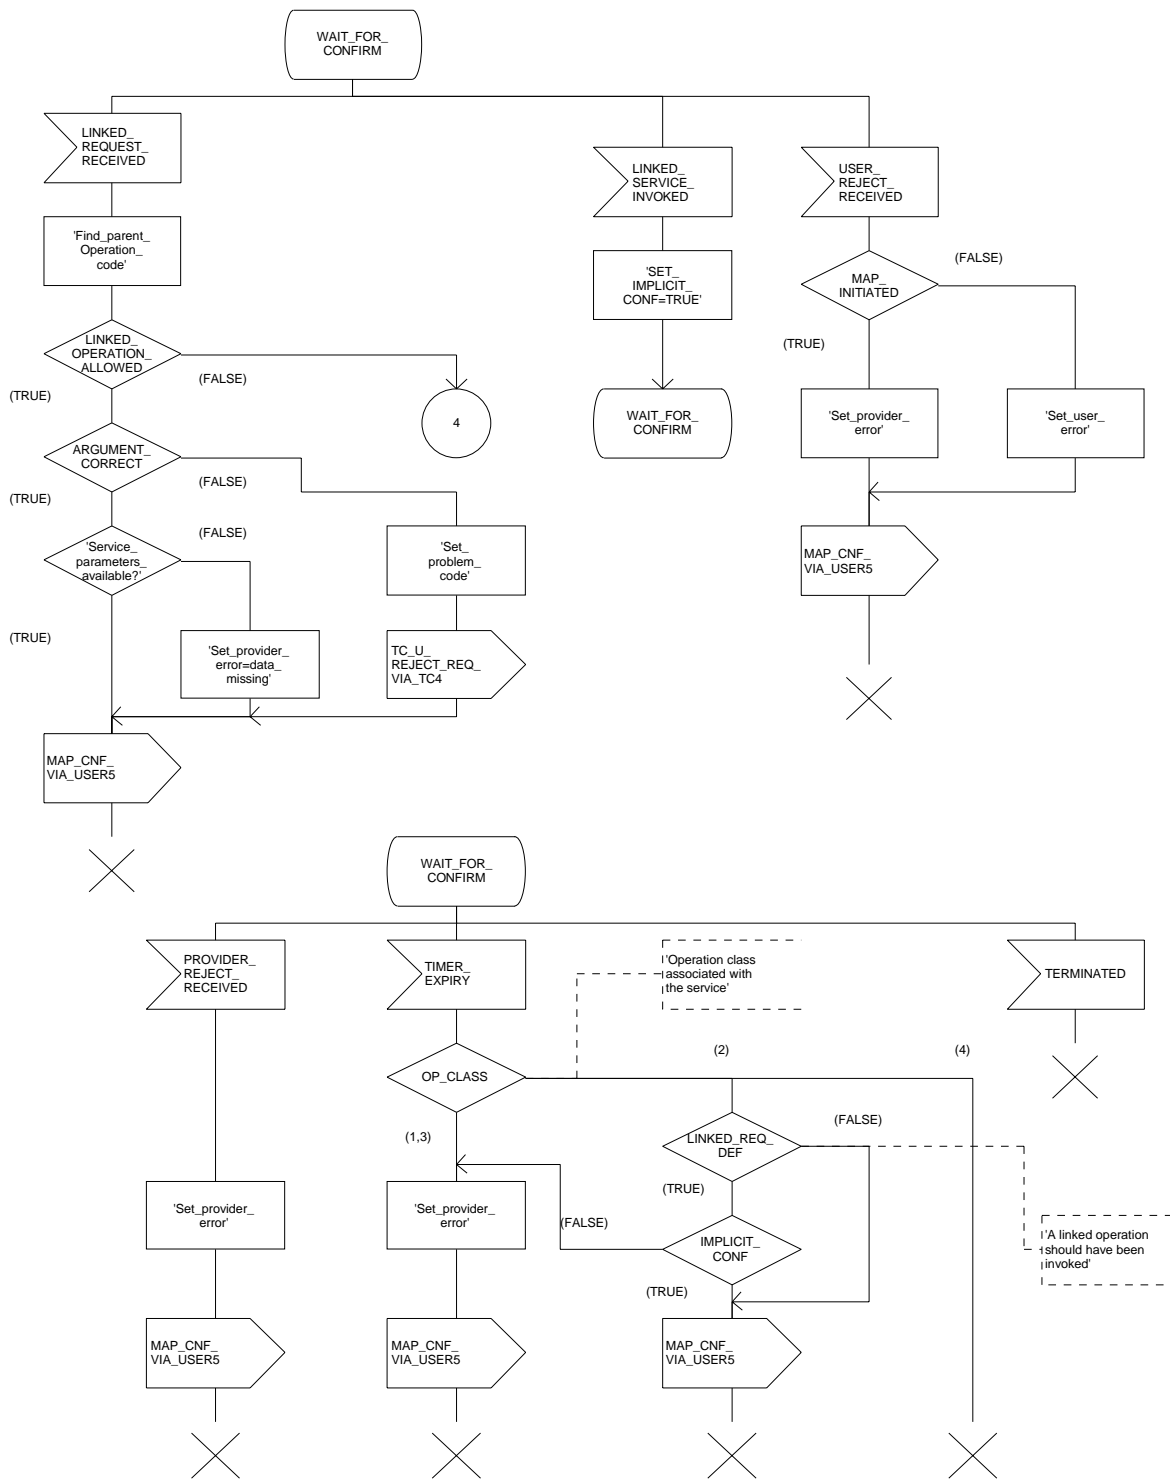 WAIT_FOR_
CONFIRM
LINKED_
REQUEST_
RECEIVED
LINKED_
SERVICE_
INVOKED
USER_
REJECT_
RECEIVED
'Find_parent_
Operation_
code'
'SET_
IMPLICIT_
CONF=TRUE'
MAP_
INITIATED
(FALSE)
(TRUE)
LINKED_
OPERATION_
ALLOWED
(TRUE)
(FALSE)
4
WAIT_FOR_
CONFIRM
'Set_provider_
error'
'Set_user_
error'
ARGUMENT_
CORRECT
(TRUE)
(FALSE)
'Service_
parameters_
available?'
(FALSE)
'Set_
problem_
code'
MAP_CNF_
VIA_USER5
(TRUE)
'Set_provider_
error=data_
missing'
TC_U_
REJECT_REQ_
VIA_TC4
MAP_CNF_
VIA_USER5
WAIT_FOR_
CONFIRM
PROVIDER_
REJECT_
RECEIVED
TIMER_
EXPIRY
'Operation class
associated with
the service'
TERMINATED
OP_CLASS
(2)
(4)
(1,3)
LINKED_REQ_
DEF
(FALSE)
(TRUE)
'Set_provider_
error'
'Set_provider_
error'
(FALSE)
IMPLICIT_
CONF
'A linked operation
should have been
invoked'
(TRUE)
MAP_CNF_
VIA_USER5
MAP_CNF_
VIA_USER5
MAP_CNF_
VIA_USER5